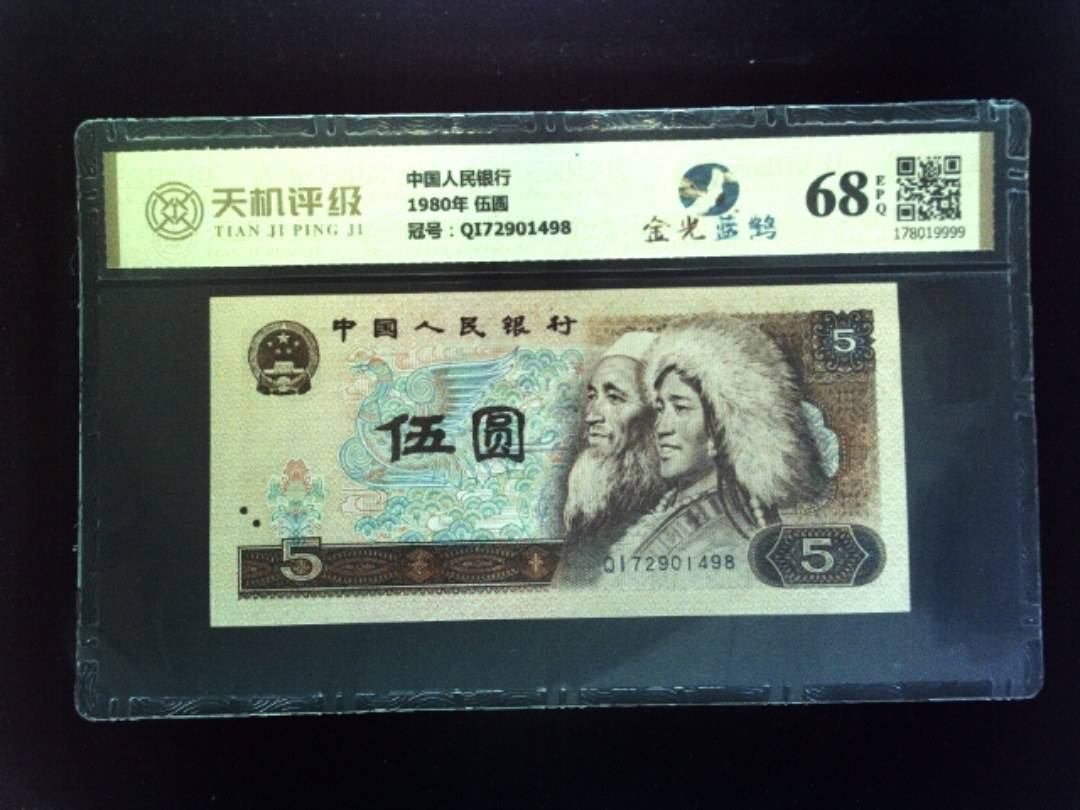 天机评级
TIAN JI PING JI
中国人民银行
1980年 伍圆
冠号：QI72901498
金光蓝鹤
68
EPQ
178019999
中国人民银行
5
伍圆
5
QI72901498
5